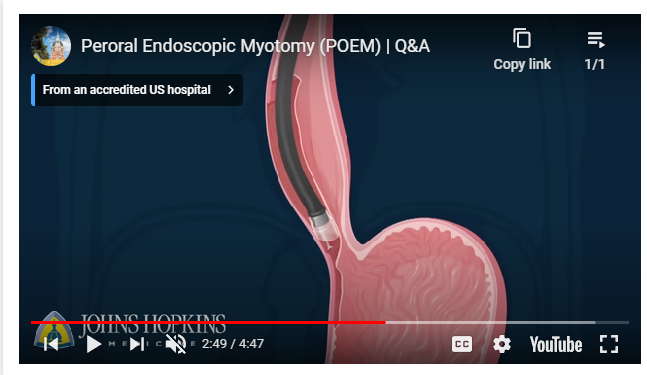 Peroral Endoscopic Myotomy (POEM) | Q&A
Copy link
1/1
From an accredited US hospital
JOHNS HOPKINS
MEDICINE
2:49 / 4:47
CC
YouTube